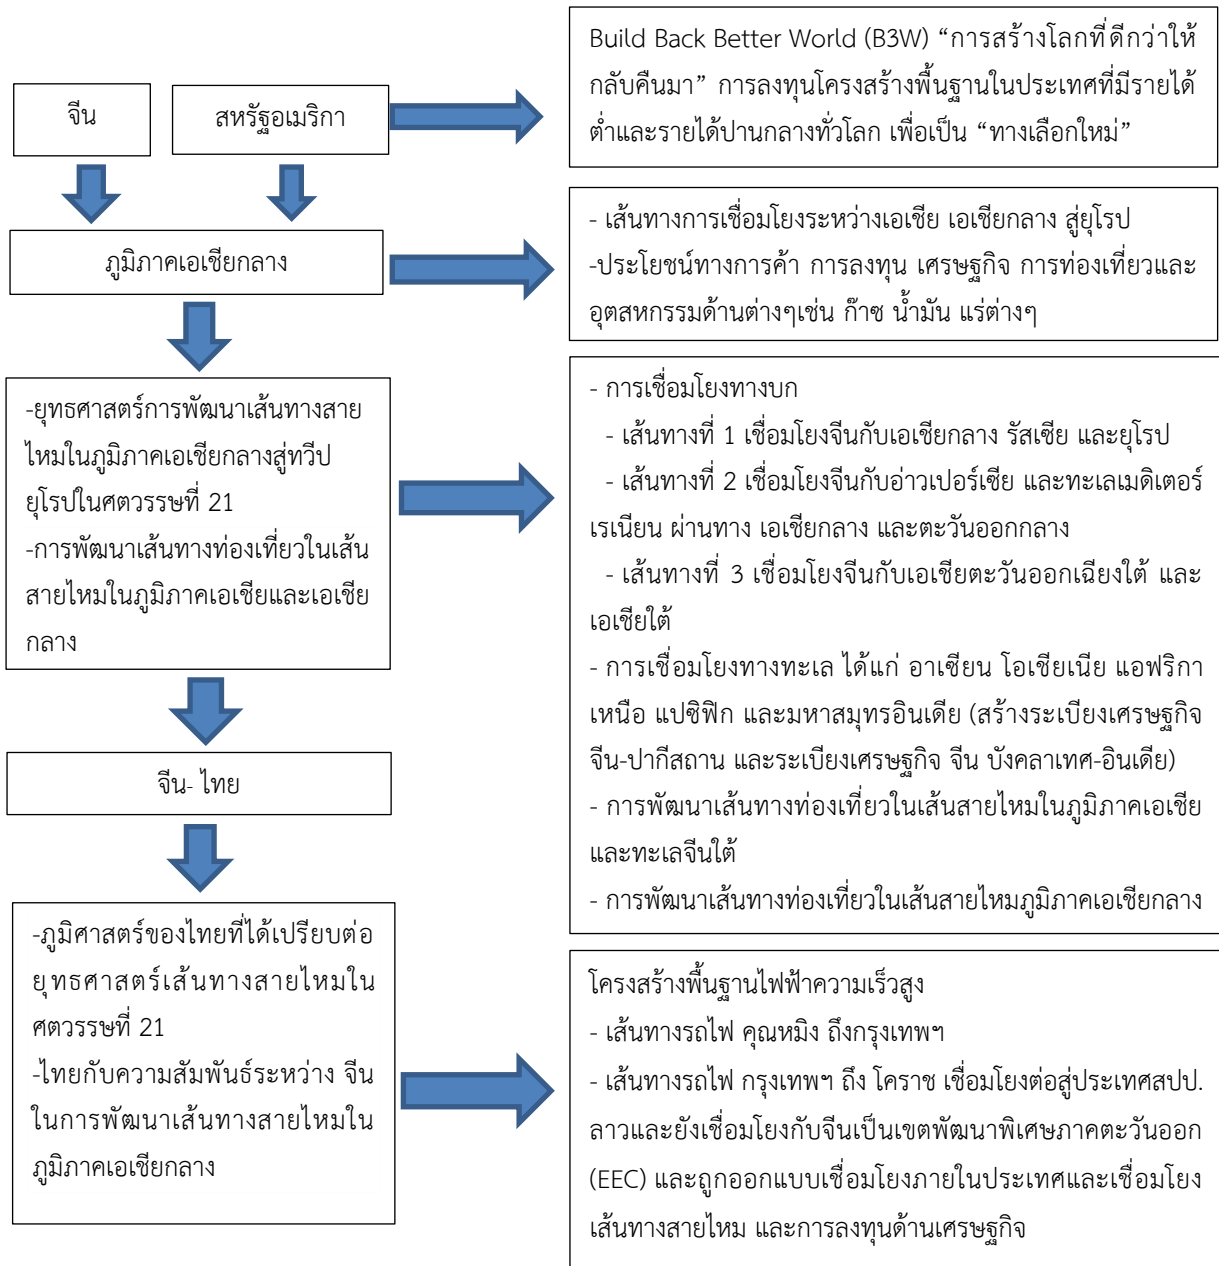 จีน
สหรัฐอเมริกา
Build Back Better World (B3W) “การสร้างโลกที่ดีกว่าให้
กลับคืนมา” การลงทุนโครงสร้างพื้นฐานในประเทศที่มีรายได้
ต่ำและรายได้ปานกลางทั่วโลก เพื่อเป็น “ทางเลือกใหม่”
ภูมิภาคเอเชียกลาง
- เส้นทางการเชื่อมโยงระหว่างเอเชีย เอเชียกลาง สู่ยุโรป
-ประโยชน์ทางการค้า การลงทุน เศรษฐกิจ การท่องเที่ยวและ
อุตสหกรรมด้านต่างๆเช่น ก๊าซ น้ำมัน แร่ต่างๆ
-ยุทธศาสตร์การพัฒนาเส้นทางสาย
ไหมในภูมิภาคเอเชียกลางสู่ทวีป
ยุโรปในศตวรรษที่ 21
-การพัฒนาเส้นทางท่องเที่ยวในเส้น
สายไหมในภูมิภาคเอเชียและเอเชีย
กลาง
- การเชื่อมโยงทางบก
- เส้นทางที่ 1 เชื่อมโยงจีนกับเอเชียกลาง รัสเซีย และยุโรป
- เส้นทางที่ 2 เชื่อมโยงจีนกับอ่าวเปอร์เซีย และทะเลเมดิเตอร์
เรเนียน ผ่านทาง เอเชียกลาง และตะวันออกกลาง
- เส้นทางที่ 3 เชื่อมโยงจีนกับเอเชียตะวันออกเฉียงใต้ และ
เอเชียใต้
- การเชื่อมโยงทางทะเล ได้แก่ อาเซียน โอเชียเนีย แอฟริกา
เหนือ แปซิฟิก และมหาสมุทรอินเดีย (สร้างระเบียงเศรษฐกิจ
จีน-ปากีสถาน และระเบียงเศรษฐกิจ จีน บังคลาเทศ-อินเดีย)
- การพัฒนาเส้นทางท่องเที่ยวในเส้นสายไหมในภูมิภาคเอเชีย
และทะเลจีนใต้
- การพัฒนาเส้นทางท่องเที่ยวในเส้นสายไหมภูมิภาคเอเชียกลาง
จีน- ไทย
-ภูมิศาสตร์ของไทยที่ได้เปรียบต่อ
ยุทธศาสตร์เส้นทางสายไหมใน
ศตวรรษที่ 21
-ไทยกับความสัมพันธ์ระหว่าง จีน
ในการพัฒนาเส้นทางสายไหมใน
ภูมิภาคเอเชียกลาง
โครงสร้างพื้นฐานไฟฟ้าความเร็วสูง
- เส้นทางรถไฟ คุณหมิง ถึงกรุงเทพฯ
- เส้นทางรถไฟ กรุงเทพฯ ถึง โคราช เชื่อมโยงต่อสู่ประเทศสปป.
ลาวและยังเชื่อมโยงกับจีนเป็นเขตพัฒนาพิเศษภาคตะวันออก
(EEC) และถูกออกแบบเชื่อมโยงภายในประเทศและเชื่อมโยง
เส้นทางสายไหม และการลงทุนด้านเศรษฐกิจ